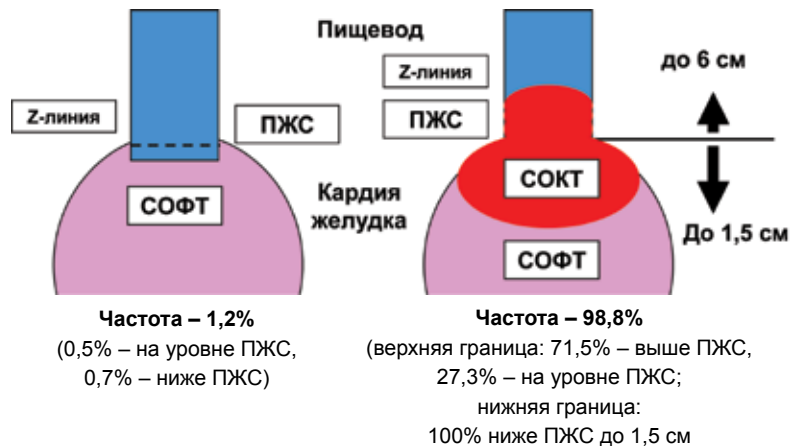 Пищевод
Z-линия
ПЖС
СОФТ
Кардия
желудка
Z-линия
ПЖС
СОКТ
СОФТ
до 6 см
До 1,5 см
Частота – 1,2%
(0,5% – на уровне ПЖС,
0,7% – ниже ПЖС)
Частота – 98,8%
(верхняя граница: 71,5% – выше ПЖС,
27,3% – на уровне ПЖС;
нижняя граница:
100% ниже ПЖС до 1,5 см